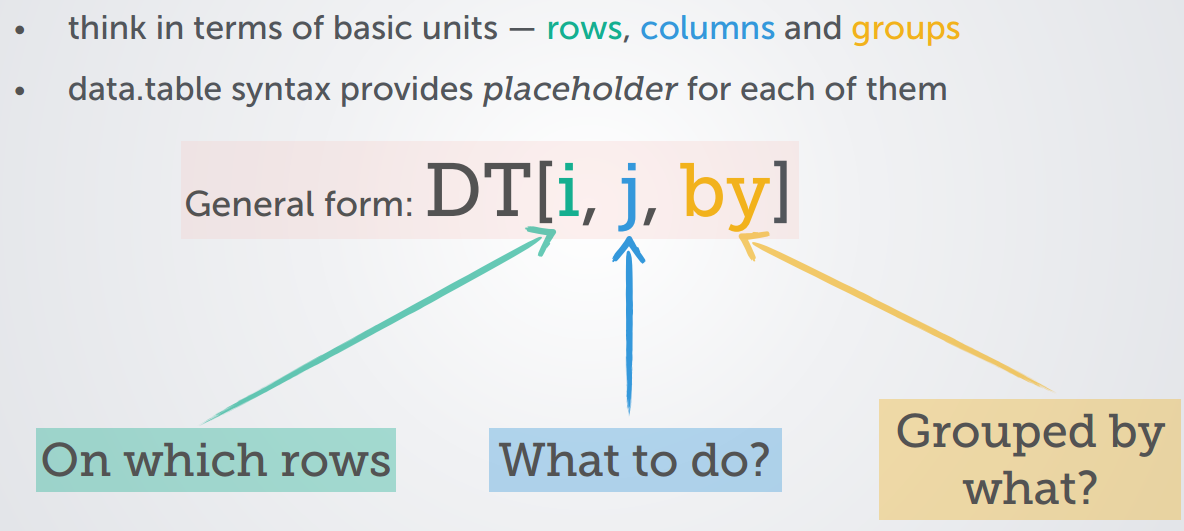 • think in terms of basic units — rows, columns and groups
• data.table syntax provides placeholder for each of them
General form: DT[i, j, by]
On which rows
What to do?
Grouped by
what?